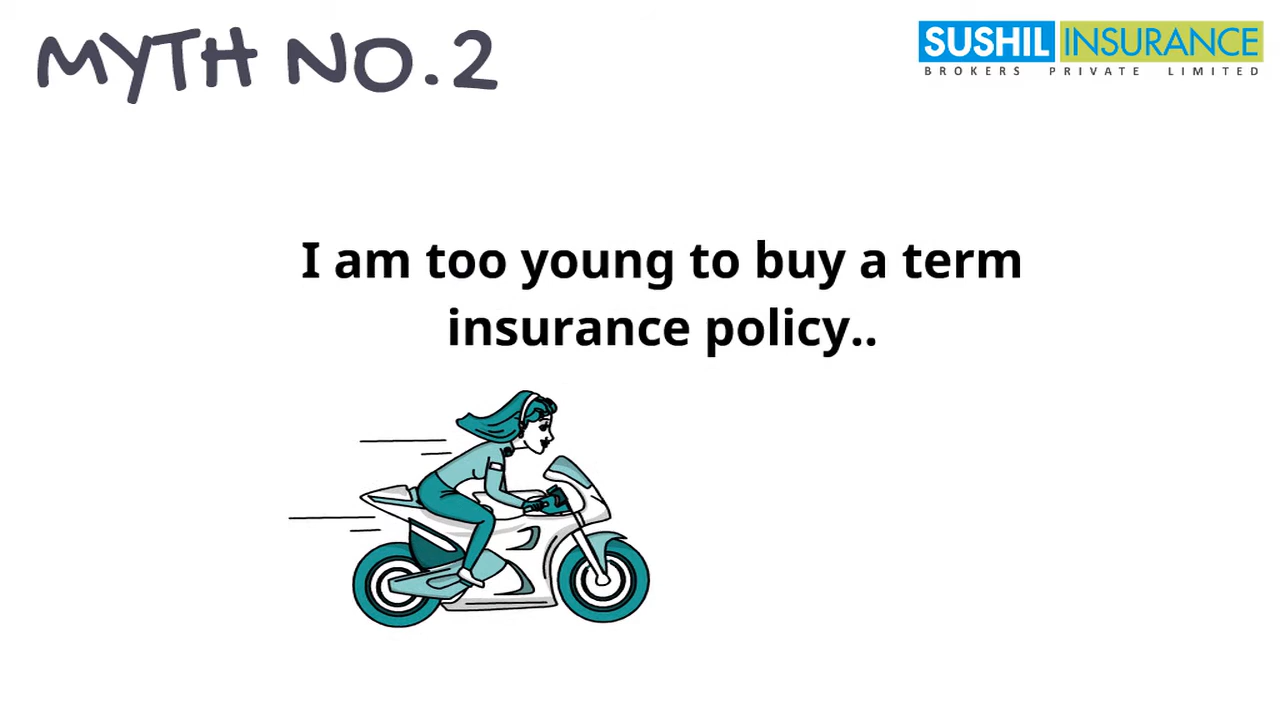 MYTH NO.2
SUSHIL INSURANCE
BROKERS PRIVATE LIMITED
I am too young to buy a term
insurance policy..